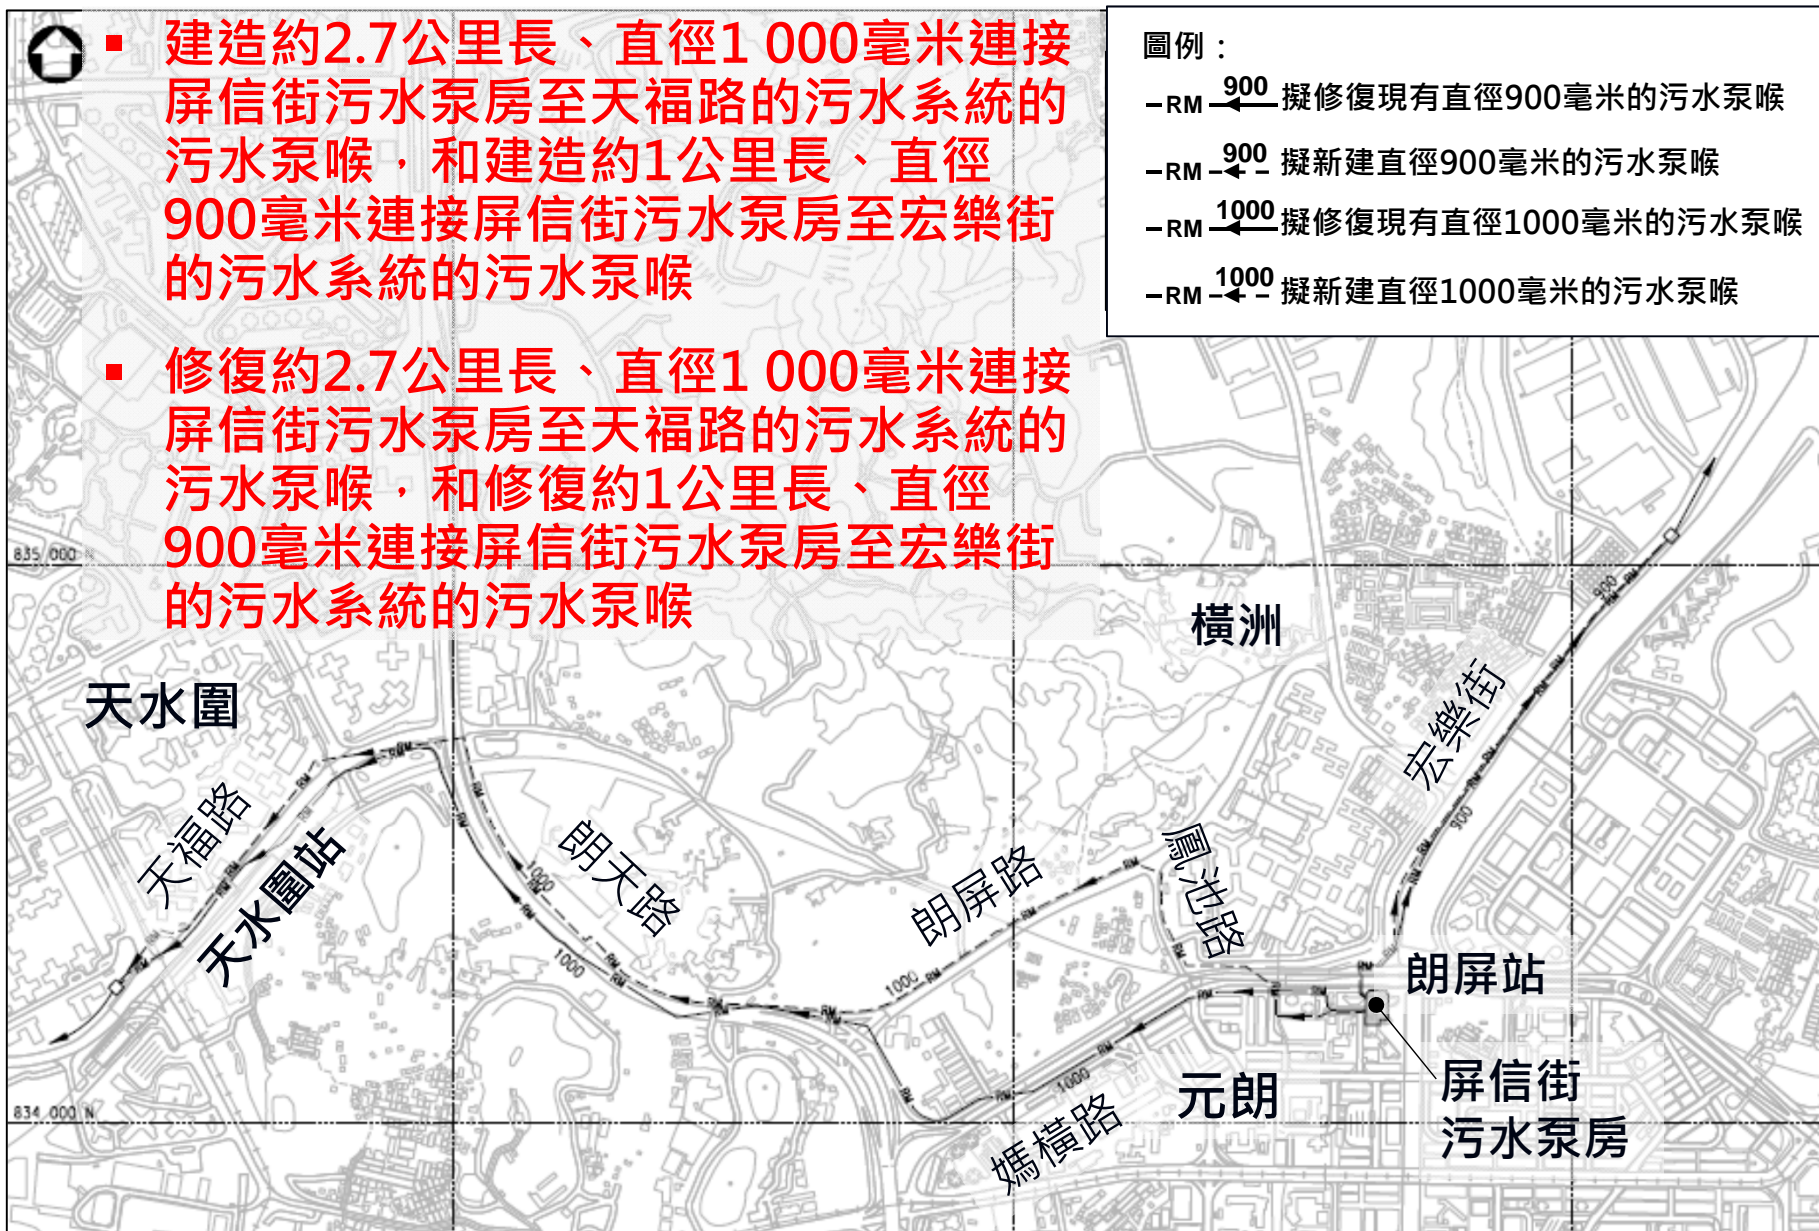 ▪ 建造約2.7公里長、直徑1 000毫米連接
屏信街污水泵房至天福路的污水系統的
污水泵喉，和建造約1公里長、直徑
900毫米連接屏信街污水泵房至宏樂街
的污水系統的污水泵喉
▪ 修復約2.7公里長、直徑1 000毫米連接
屏信街污水泵房至天福路的污水系統的
污水泵喉，和修復約1公里長、直徑
900毫米連接屏信街污水泵房至宏樂街
的污水系統的污水泵喉
圖例：
RM 900 擬修復現有直徑900毫米的污水泵喉
RM 900 擬新建直徑900毫米的污水泵喉
RM 1000 擬修復現有直徑1000毫米的污水泵喉
RM 1000 擬新建直徑1000毫米的污水泵喉
835 000 N
橫洲
天水圍
宏樂街
900
900
天福路
天水圍站
朗天路
1000
1000
朗屏路
1000
鳳池路
朗屏站
屏信街
污水泵房
元朗
1000
媽橫路
834 000 N